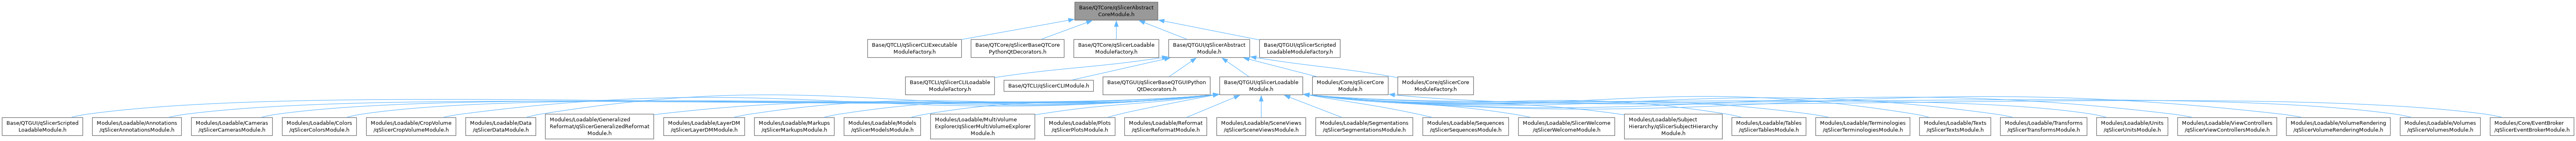 Base/QTCore/qSlicerAbstract
CoreModule.h
Base/QTCLI/qSlicerCLIExecutable
ModuleFactory.h
Base/QTCore/qSlicerBaseQTCore
PythonQtDecorators.h
Base/QTCore/qSlicerLoadable
ModuleFactory.h
Base/QTGUI/qSlicerAbstract
Module.h
Base/QTGUI/qSlicerScripted
LoadableModuleFactory.h
Base/QTCLI/qSlicerCLILoadable
ModuleFactory.h
Base/QTCLI/qSlicerCLIModule.h
Base/QTGUI/qSlicerBaseQTGUIPython
QtDecorators.h
Base/QTGUI/qSlicerLoadable
Module.h
Modules/Core/qSlicerCore
Module.h
Modules/Core/qSlicerCore
ModuleFactory.h
Base/QTGUI/qSlicerScripted
LoadableModule.h
Modules/Loadable/Annotations
/qSlicerAnnotationsModule.h
Modules/Loadable/Cameras
/qSlicerCamerasModule.h
Modules/Loadable/Colors
/qSlicerColorsModule.h
Modules/Loadable/CropVolume
/qSlicerCropVolumeModule.h
Modules/Loadable/Data
/qSlicerDataModule.h
Modules/Loadable/Generalized
Reformat/qSlicerGeneralizedReformat
Module.h
Modules/Loadable/LayerDM
/qSlicerLayerDMModule.h
Modules/Loadable/Markups
/qSlicerMarkupsModule.h
Modules/Loadable/Models
/qSlicerModelsModule.h
Modules/Loadable/MultiVolume
Explorer/qSlicerMultiVolumeExplorer
Module.h
Modules/Loadable/Plots
/qSlicerPlotsModule.h
Modules/Loadable/Reformat
/qSlicerReformatModule.h
Modules/Loadable/SceneViews
/qSlicerSceneViewsModule.h
Modules/Loadable/Segmentations
/qSlicerSegmentationsModule.h
Modules/Loadable/Sequences
/qSlicerSequencesModule.h
Modules/Loadable/SlicerWelcome
/qSlicerWelcomeModule.h
Modules/Loadable/Subject
Hierarchy/qSlicerSubjectHierarchy
Module.h
Modules/Loadable/Tables
/qSlicerTablesModule.h
Modules/Loadable/Terminologies
/qSlicerTerminologiesModule.h
Modules/Loadable/Texts
/qSlicerTextsModule.h
Modules/Loadable/Transforms
/qSlicerTransformsModule.h
Modules/Loadable/Units
/qSlicerUnitsModule.h
Modules/Loadable/ViewControllers
/qSlicerViewControllersModule.h
Modules/Loadable/VolumeRendering
/qSlicerVolumeRenderingModule.h
Modules/Loadable/Volumes
/qSlicerVolumesModule.h
Modules/Core/EventBroker
/qSlicerEventBrokerModule.h